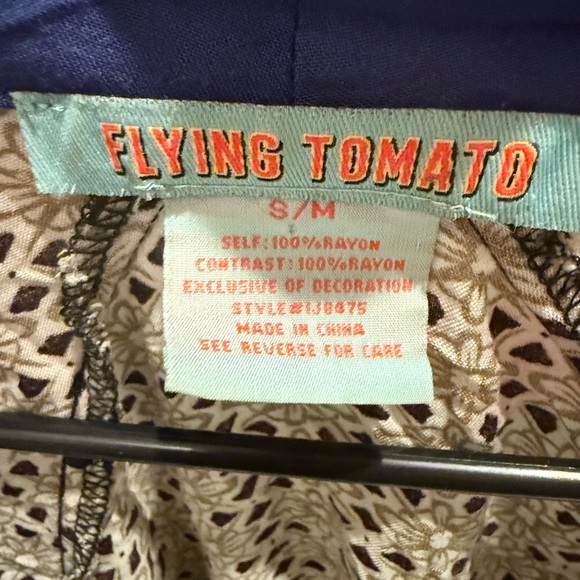 FLYING TOMATO
S/M
SELF: 100% RAYON
CONTRAST: 100% RAYON
EXCLUSIVE OF DECORATION
STYLE# IJ8475
MADE IN CHINA
SEE REVERSE FOR CARE